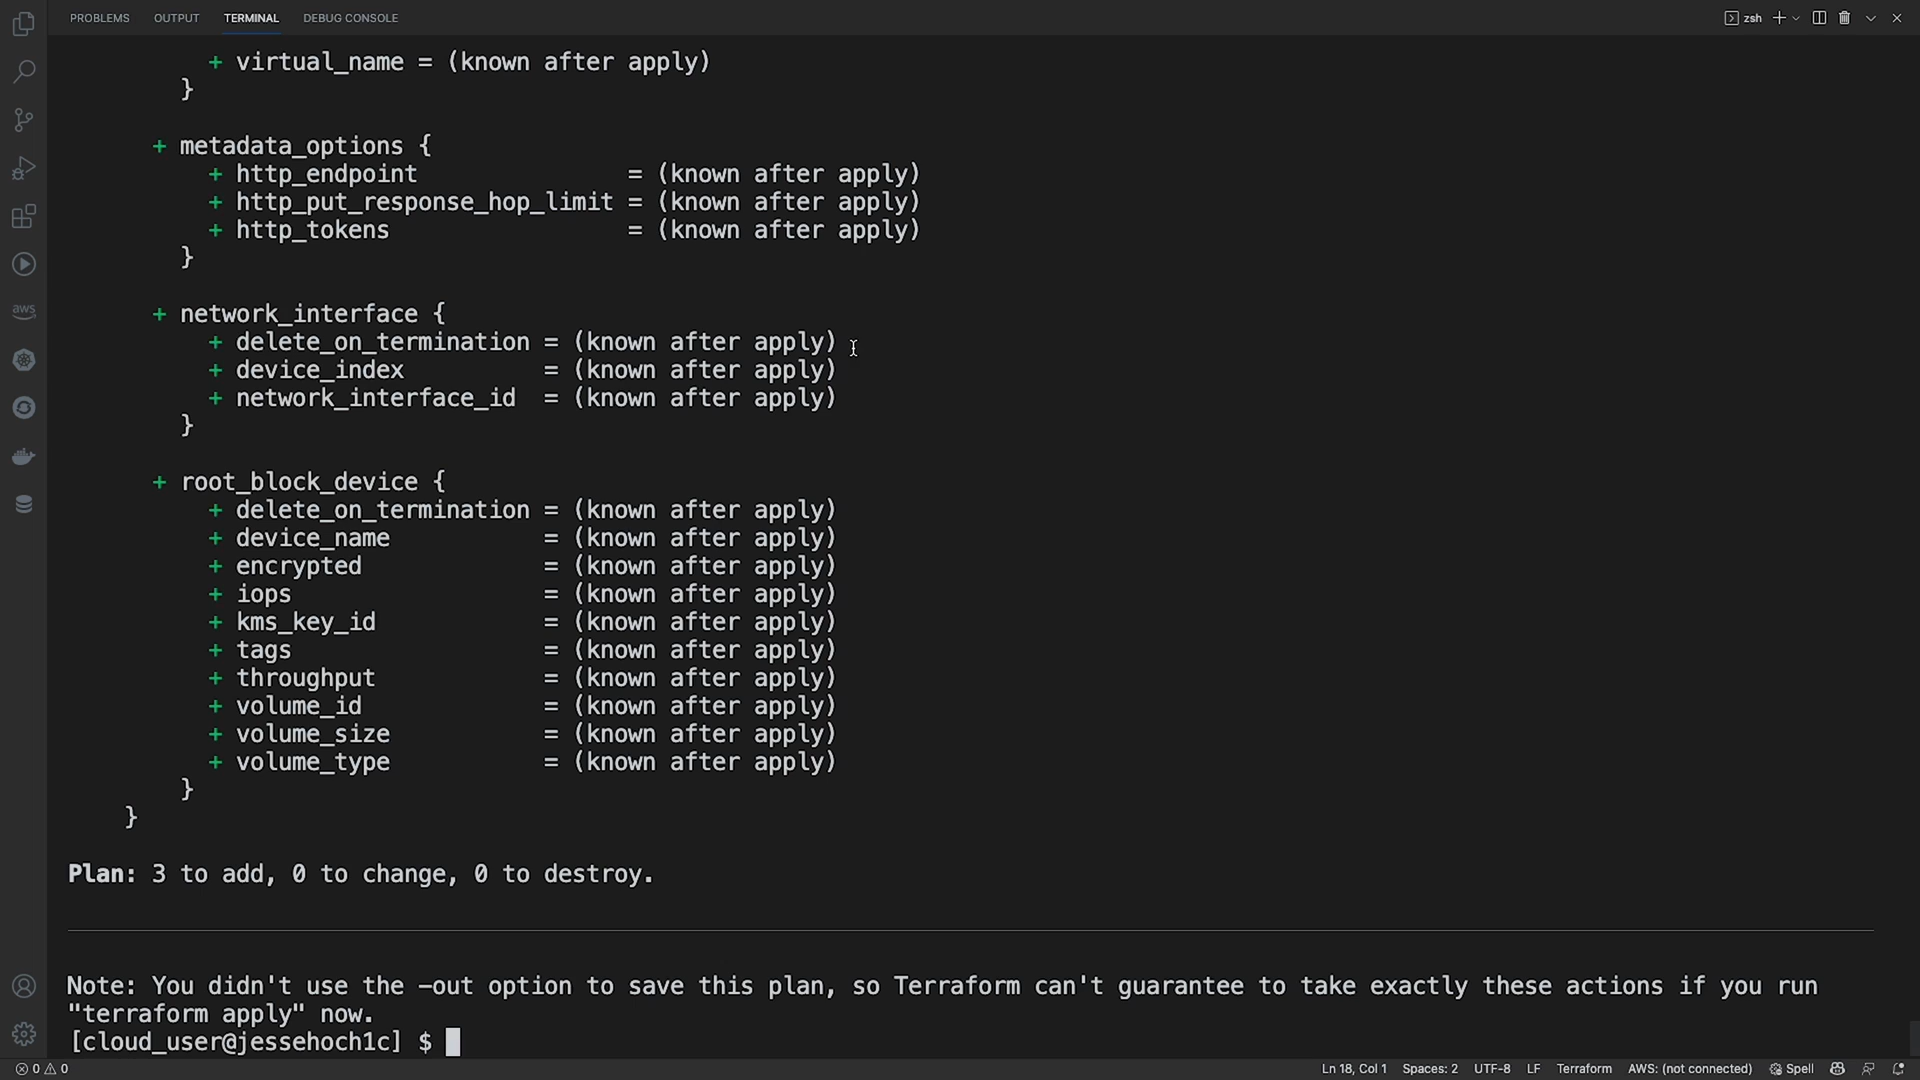 PROBLEMS OUTPUT TERMINAL DEBUG CONSOLE zsh
+ virtual_name = (known after apply)
}
+ metadata_options {
+ http_endpoint = (known after apply)
+ http_put_response_hop_limit = (known after apply)
+ http_tokens = (known after apply)
}
+ network_interface {
+ delete_on_termination = (known after apply)
+ device_index = (known after apply)
+ network_interface_id = (known after apply)
}
+ root_block_device {
+ delete_on_termination = (known after apply)
+ device_name = (known after apply)
+ encrypted = (known after apply)
+ iops = (known after apply)
+ kms_key_id = (known after apply)
+ tags = (known after apply)
+ throughput = (known after apply)
+ volume_id = (known after apply)
+ volume_size = (known after apply)
+ volume_type = (known after apply)
}
}
Plan: 3 to add, 0 to change, 0 to destroy.
Note: You didn't use the -out option to save this plan, so Terraform can't guarantee to take exactly these actions if you run
"terraform apply" now.
[cloud_user@jessehoch1c] $
aws
0 0 Ln 18, Col 1 Spaces: 2 UTF-8 LF Terraform AWS: (not connected) Spell